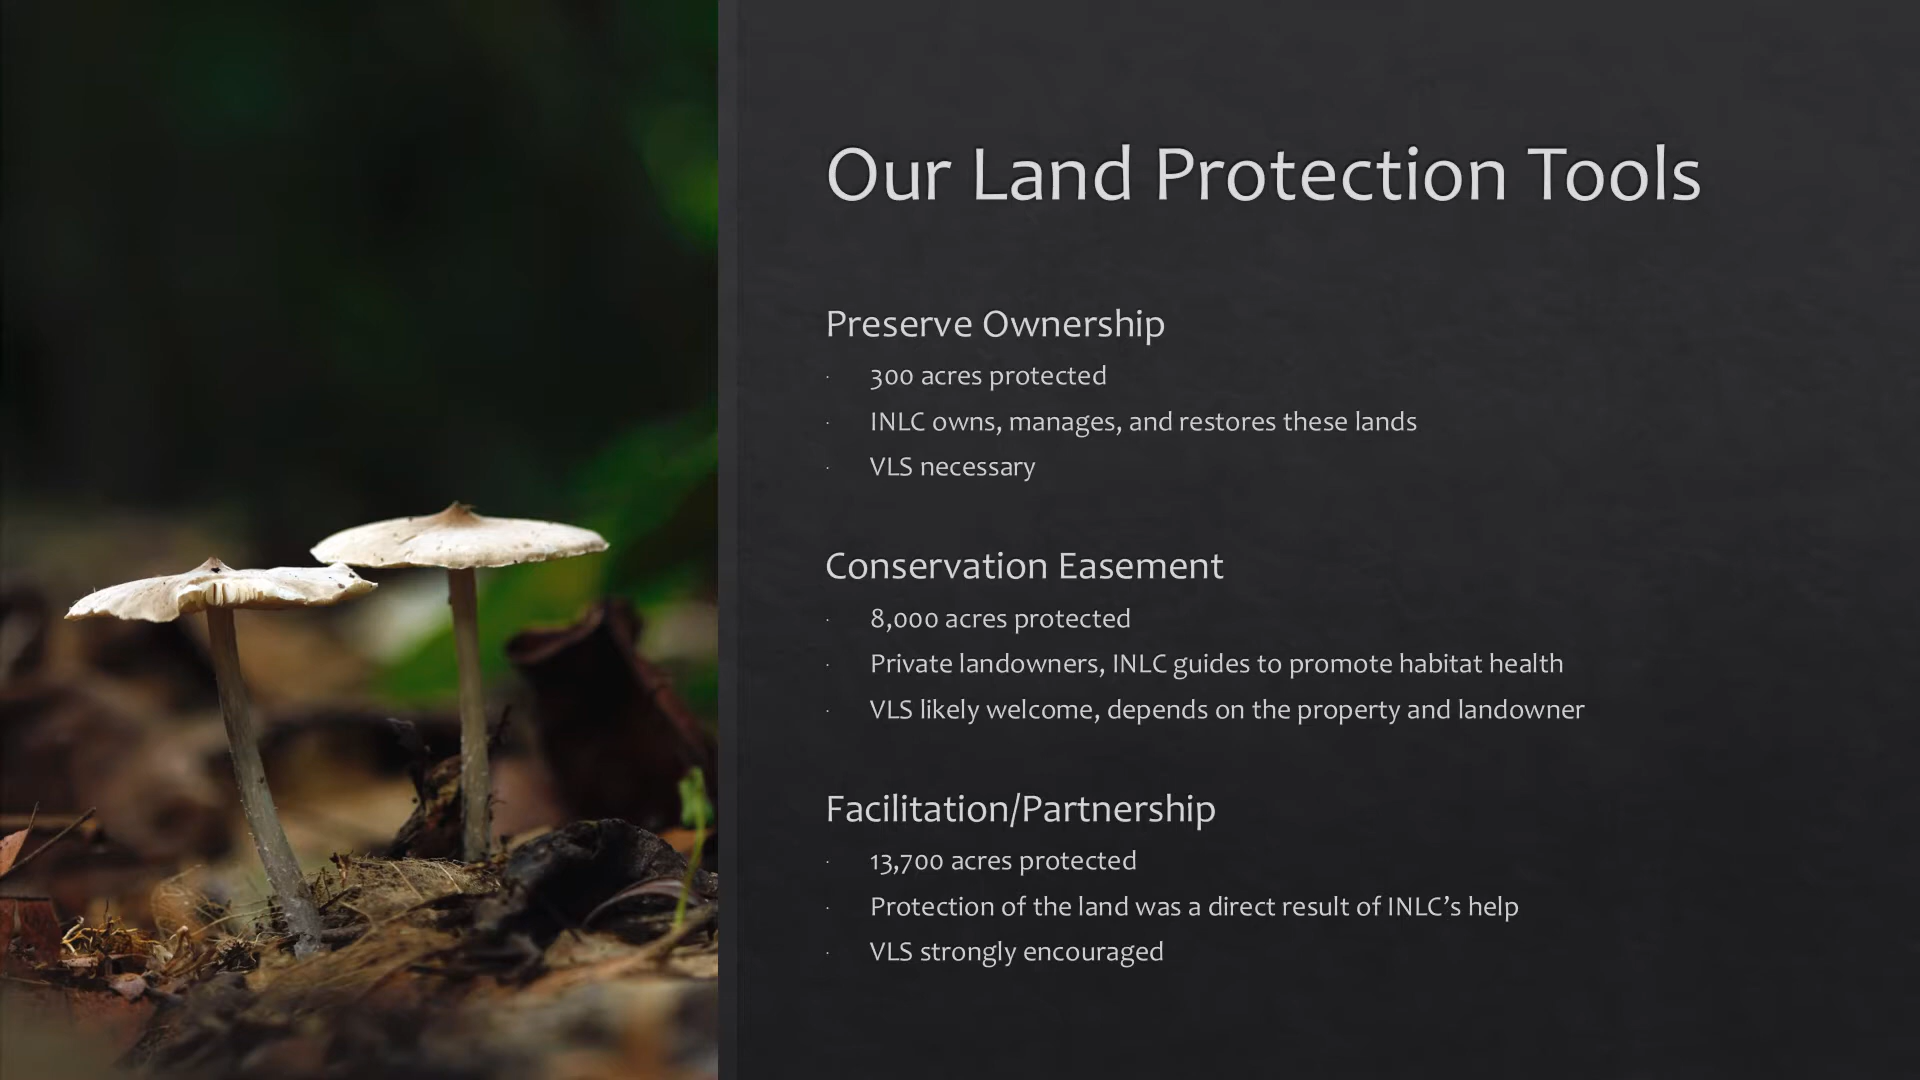 Our Land Protection Tools
Preserve Ownership
· 300 acres protected
· INLC owns, manages, and restores these lands
· VLS necessary
Conservation Easement
· 8,000 acres protected
· Private landowners, INLC guides to promote habitat health
· VLS likely welcome, depends on the property and landowner
Facilitation/Partnership
· 13,700 acres protected
· Protection of the land was a direct result of INLC’s help
· VLS strongly encouraged